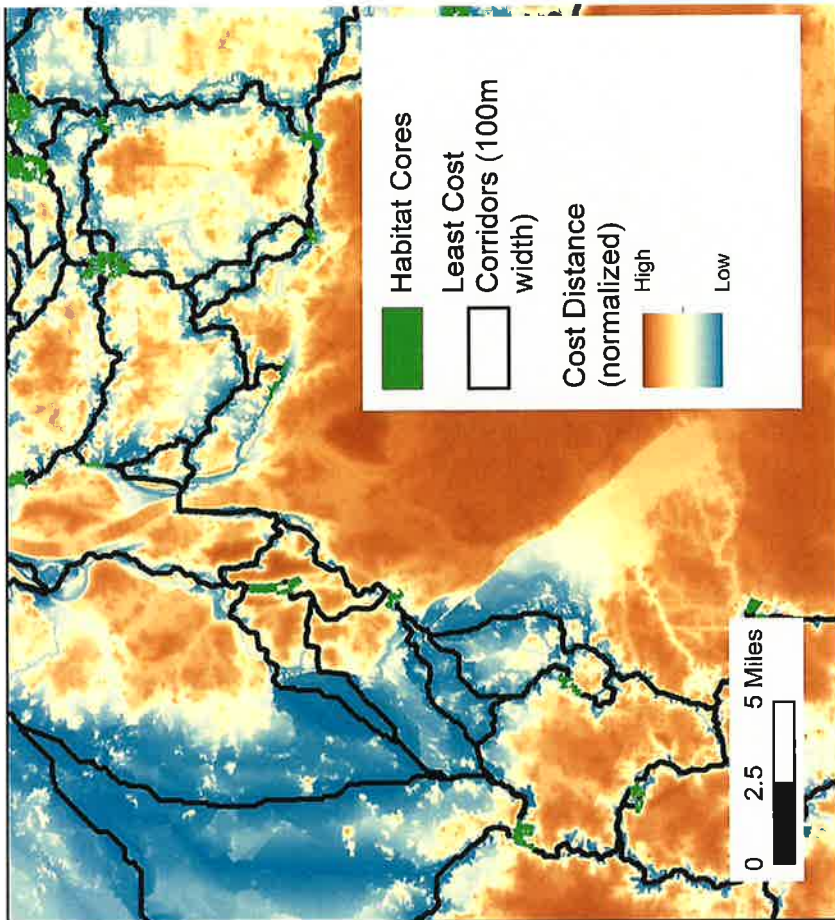 Habitat Cores
Least Cost
Corridors (100m
width)
Cost Distance
(normalized)
High
Low
0
2.5
5 Miles